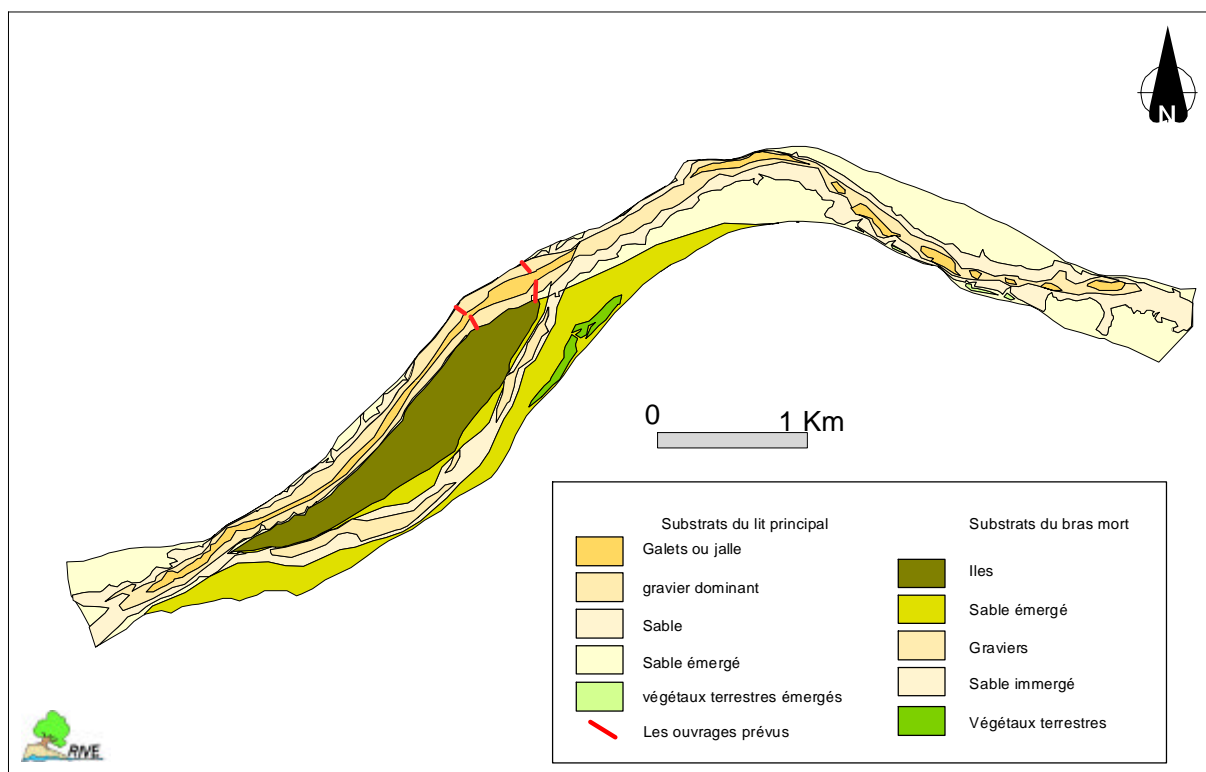 N
0 1 Km
Substrats du lit principal
Galets ou jalle
gravier dominant
Sable
Sable émergé
végétaux terrestres émergés
Les ouvrages prévus
Substrats du bras mort
Iles
Sable émergé
Graviers
Sable immergé
Végétaux terrestres
RIVE